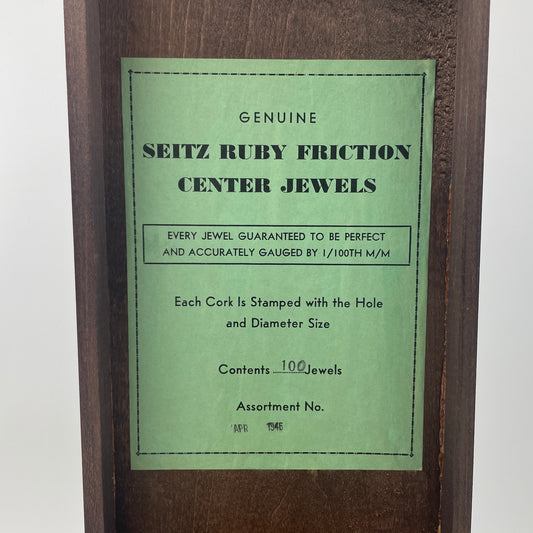 GENUINE
SEITZ RUBY FRICTION
CENTER JEWELS
EVERY JEWEL GUARANTEED TO BE PERFECT
AND ACCURATELY GAUGED BY 1/100TH M/M
Each Cork Is Stamped with the Hole
and Diameter Size
Contents 100 Jewels
Assortment No.
APR 1946